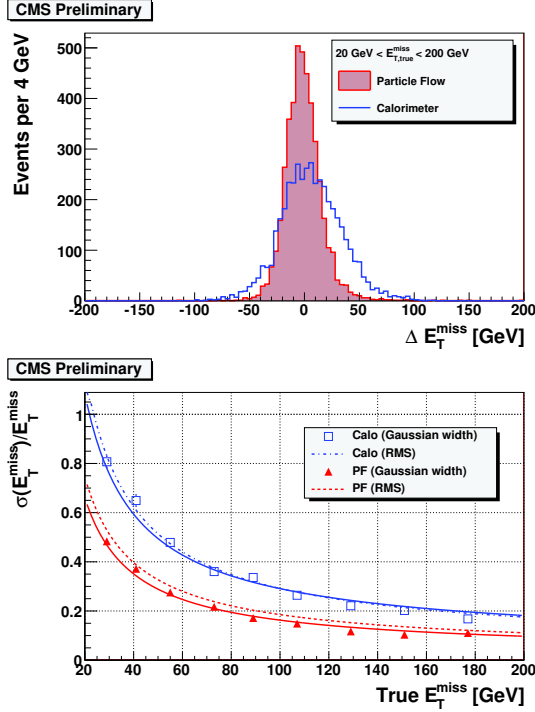 CMS Preliminary
Events per 4 GeV
500
400
300
200
100
0
20 GeV < E_T,true^miss < 200 GeV
Particle Flow
Calorimeter
-200 -150 -100 -50 0 50 100 150 200
Δ E_T^miss [GeV]
CMS Preliminary
σ(E_T^miss)/E_T^miss
1
0.8
0.6
0.4
0.2
0
Calo (Gaussian width)
Calo (RMS)
PF (Gaussian width)
PF (RMS)
20 40 60 80 100 120 140 160 180 200
True E_T^miss [GeV]